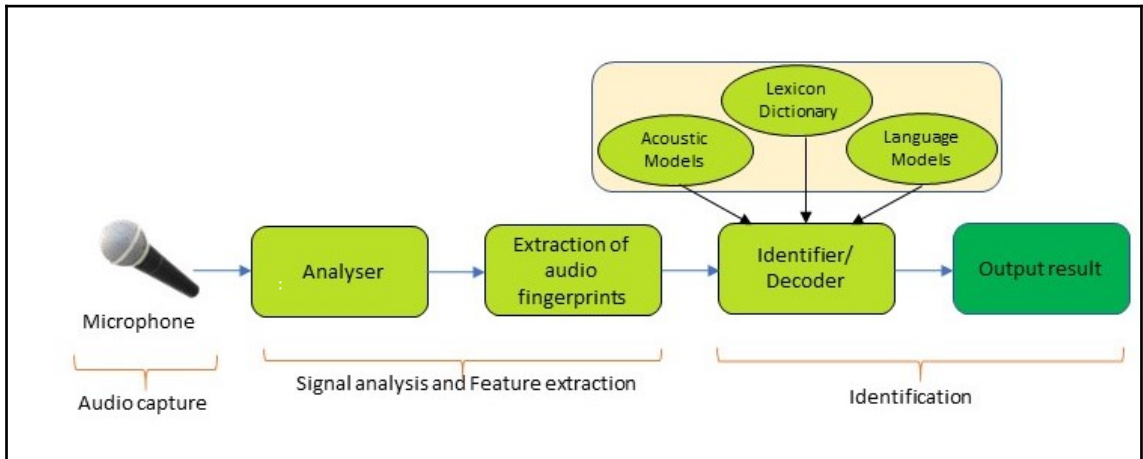 Lexicon
Dictionary
Acoustic
Models
Language
Models
Microphone
Analyser
:
Extraction of
audio
fingerprints
Identifier/
Decoder
Output result
Audio capture
Signal analysis and Feature extraction
Identification